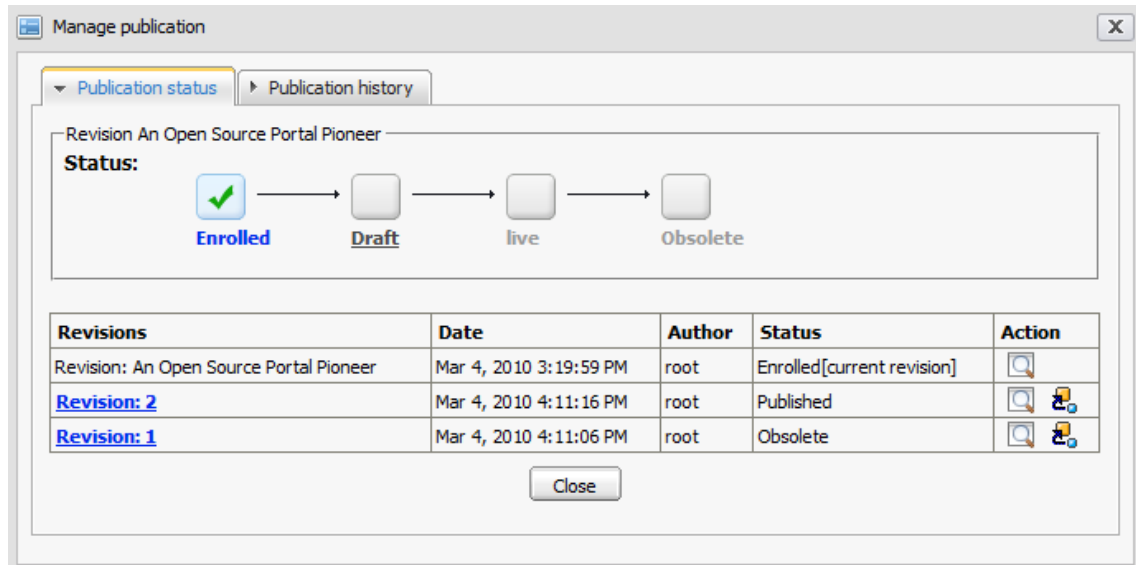 Manage publication
Publication status Publication history
Revision An Open Source Portal Pioneer
Status:
Enrolled Draft live Obsolete
Revisions Date Author Status Action
Revision: An Open Source Portal Pioneer Mar 4, 2010 3:19:59 PM root Enrolled[current revision]
Revision: 2 Mar 4, 2010 4:11:16 PM root Published
Revision: 1 Mar 4, 2010 4:11:06 PM root Obsolete
Close